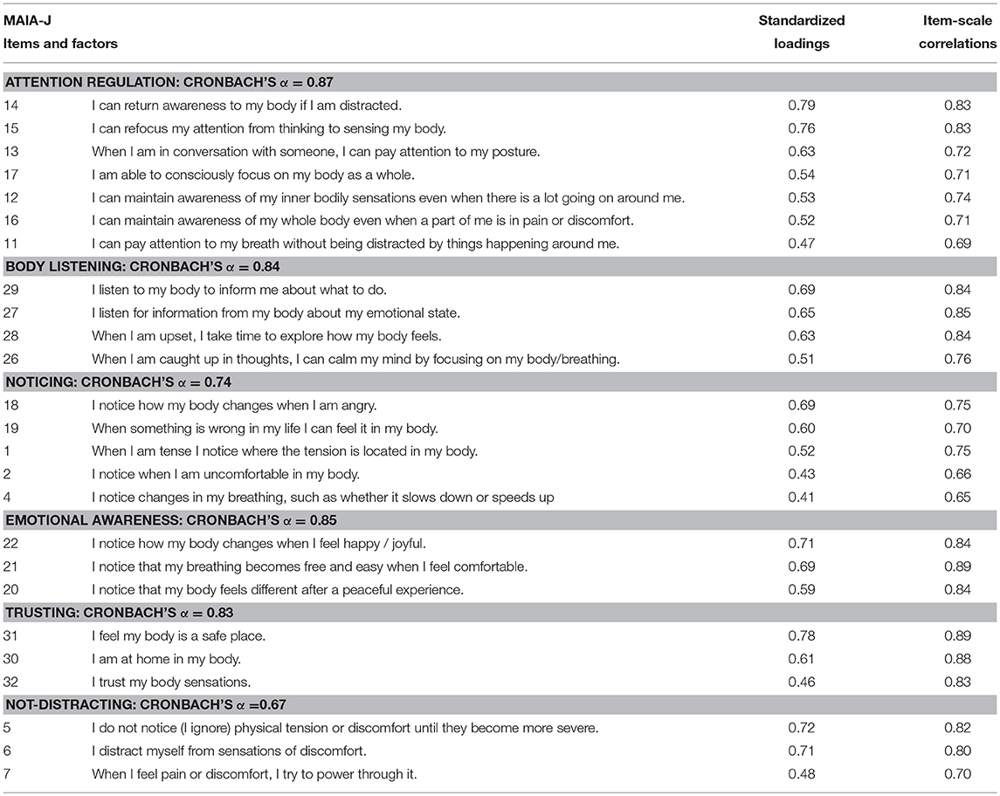 MAIA-J Standardized Item-scale
Items and factors loadings correlations
ATTENTION REGULATION: CRONBACH'S α = 0.87
14 I can return awareness to my body if I am distracted. 0.79 0.83
15 I can refocus my attention from thinking to sensing my body. 0.76 0.83
13 When I am in conversation with someone, I can pay attention to my posture. 0.63 0.72
17 I am able to consciously focus on my body as a whole. 0.54 0.71
12 I can maintain awareness of my inner bodily sensations even when there is a lot going on around me. 0.53 0.74
16 I can maintain awareness of my whole body even when a part of me is in pain or discomfort. 0.52 0.71
11 I can pay attention to my breath without being distracted by things happening around me. 0.47 0.69
BODY LISTENING: CRONBACH'S α = 0.84
29 I listen to my body to inform me about what to do. 0.69 0.84
27 I listen for information from my body about my emotional state. 0.65 0.85
28 When I am upset, I take time to explore how my body feels. 0.63 0.84
26 When I am caught up in thoughts, I can calm my mind by focusing on my body/breathing. 0.51 0.76
NOTICING: CRONBACH'S α = 0.74
18 I notice how my body changes when I am angry. 0.69 0.75
19 When something is wrong in my life I can feel it in my body. 0.60 0.70
1 When I am tense I notice where the tension is located in my body. 0.52 0.75
2 I notice when I am uncomfortable in my body. 0.43 0.66
4 I notice changes in my breathing, such as whether it slows down or speeds up 0.41 0.65
EMOTIONAL AWARENESS: CRONBACH'S α = 0.85
22 I notice how my body changes when I feel happy / joyful. 0.71 0.84
21 I notice that my breathing becomes free and easy when I feel comfortable. 0.69 0.89
20 I notice that my body feels different after a peaceful experience. 0.59 0.84
TRUSTING: CRONBACH'S α = 0.83
31 I feel my body is a safe place. 0.78 0.89
30 I am at home in my body. 0.61 0.88
32 I trust my body sensations. 0.46 0.83
NOT-DISTRACTING: CRONBACH'S α =0.67
5 I do not notice (I ignore) physical tension or discomfort until they become more severe. 0.72 0.82
6 I distract myself from sensations of discomfort. 0.71 0.80
7 When I feel pain or discomfort, I try to power through it. 0.48 0.70